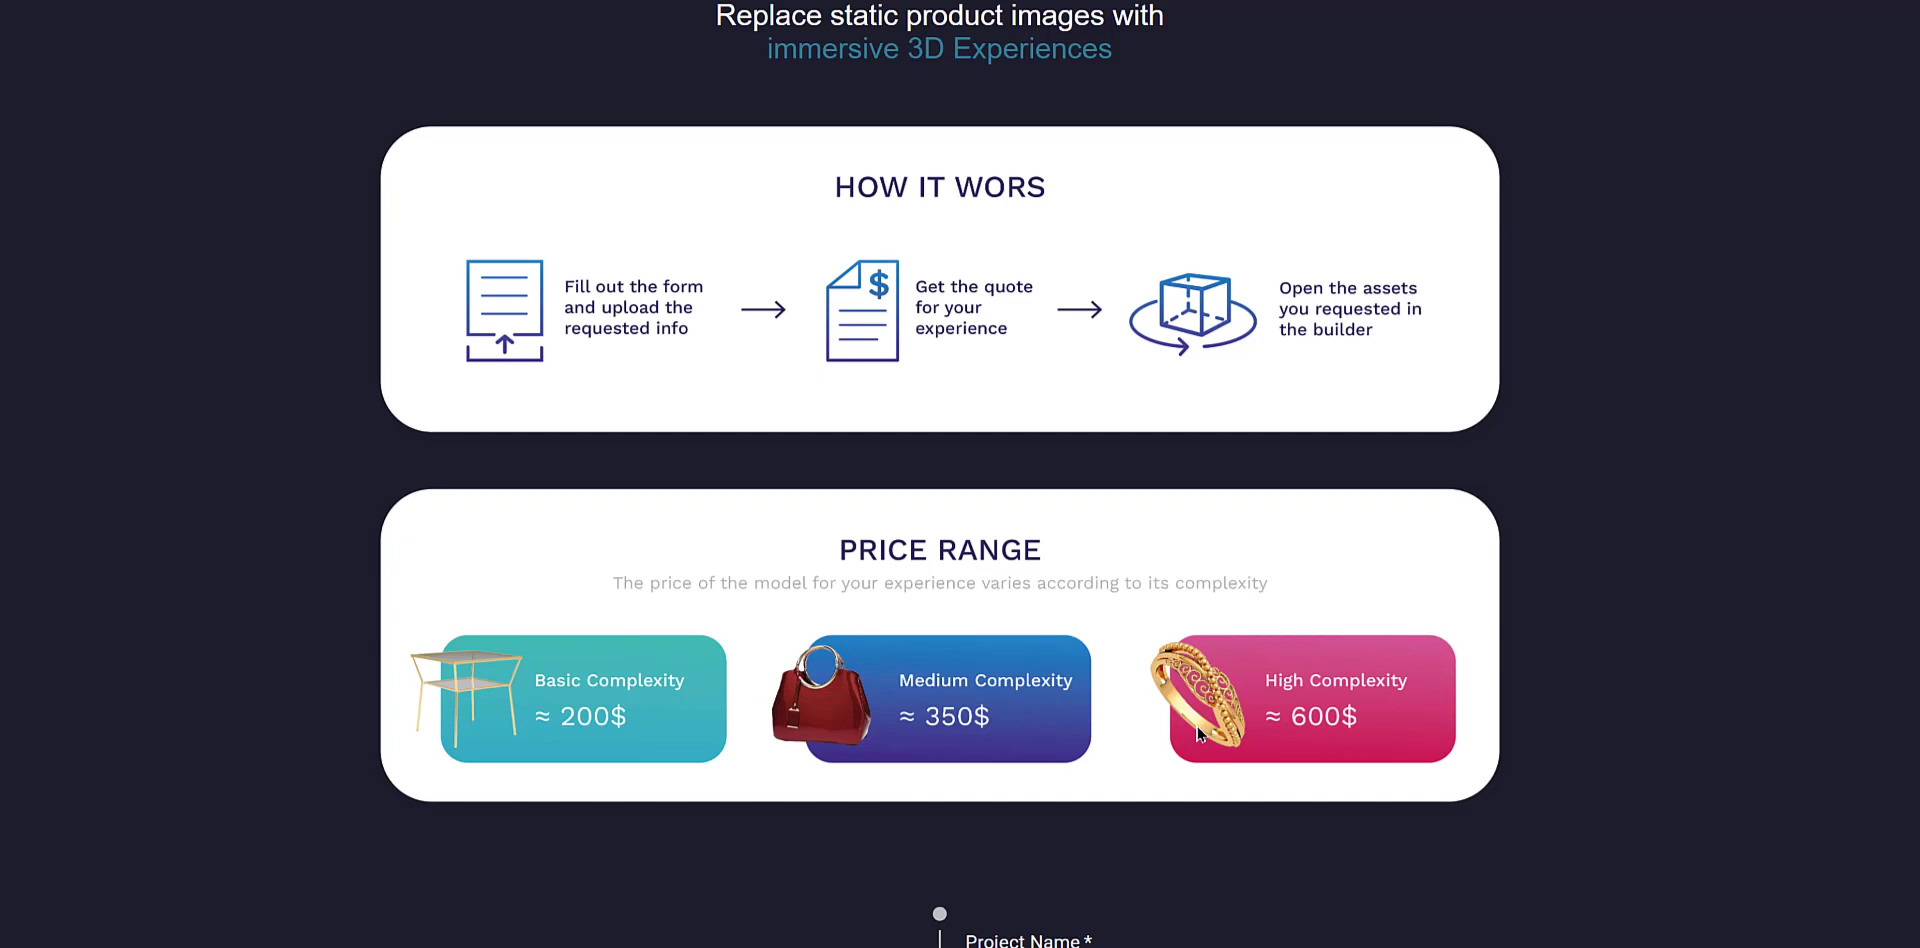 Replace static product images with
immersive 3D Experiences
HOW IT WORS
Fill out the form
and upload the
requested info
$
Get the quote
for your
experience
Open the assets
you requested in
the builder
PRICE RANGE
The price of the model for your experience varies according to its complexity
Basic Complexity
≈ 200$
Medium Complexity
≈ 350$
High Complexity
≈ 600$
Project Name *